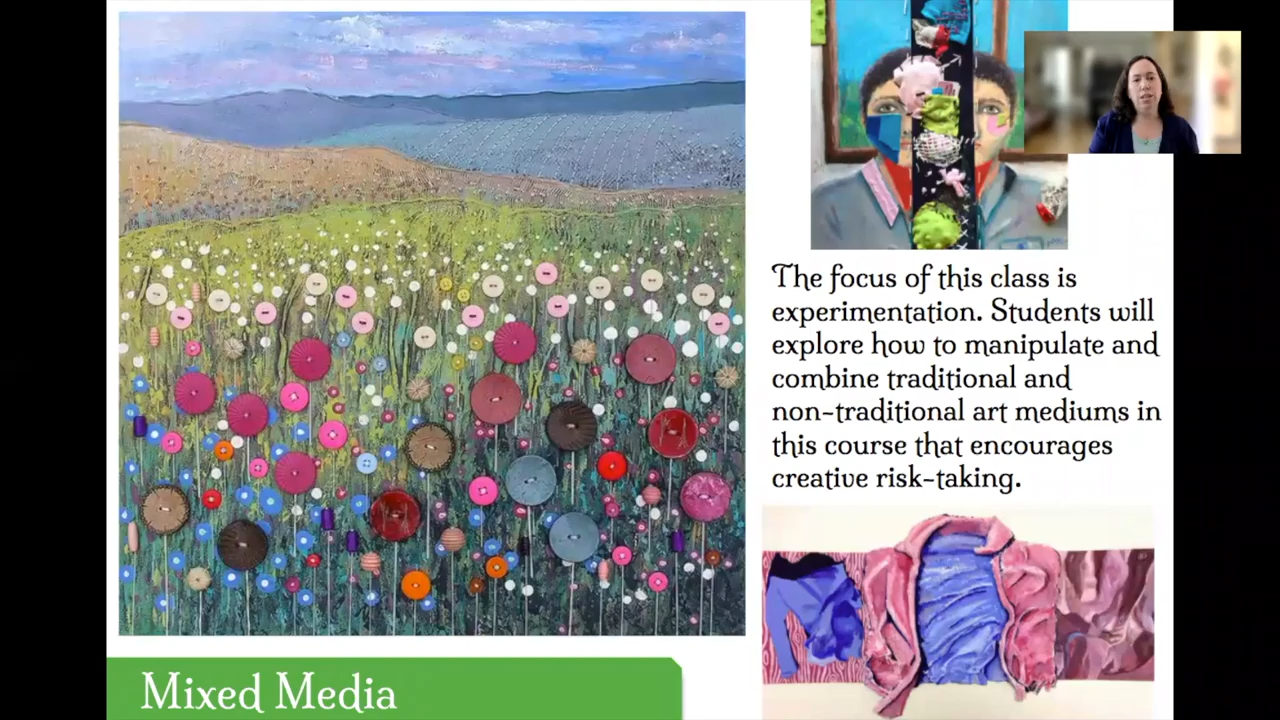 The focus of this class is
experimentation. Students will
explore how to manipulate and
combine traditional and
non-traditional art mediums in
this course that encourages
creative risk-taking.
Mixed Media